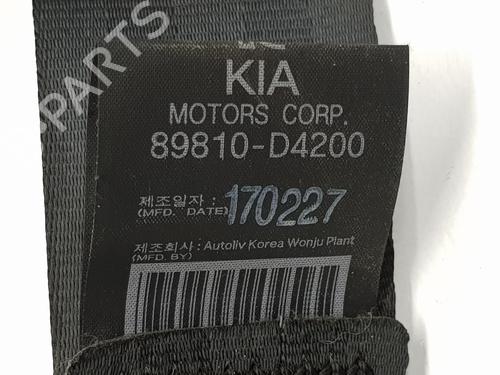 KIA
MOTORS CORP.
89810-D4200
제조일자 : 170227
(MFD. DATE)
제조회사 : Autoliv Korea Wonju Plant
(MFD. BY)
PARTS